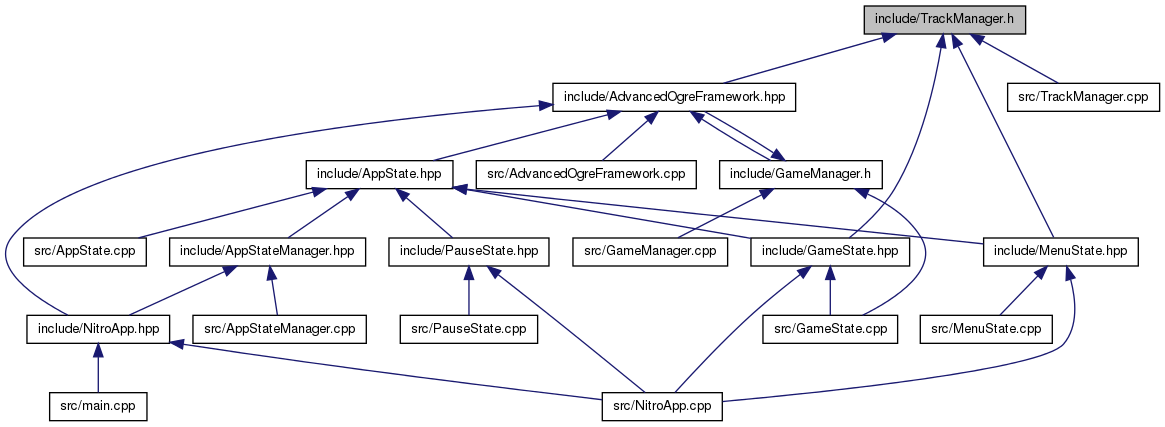 include/TrackManager.h
include/AdvancedOgreFramework.hpp
src/TrackManager.cpp
include/AppState.hpp
src/AdvancedOgreFramework.cpp
include/GameManager.h
src/AppState.cpp
include/AppStateManager.hpp
include/PauseState.hpp
src/GameManager.cpp
include/GameState.hpp
include/MenuState.hpp
include/NitroApp.hpp
src/AppStateManager.cpp
src/PauseState.cpp
src/GameState.cpp
src/MenuState.cpp
src/main.cpp
src/NitroApp.cpp